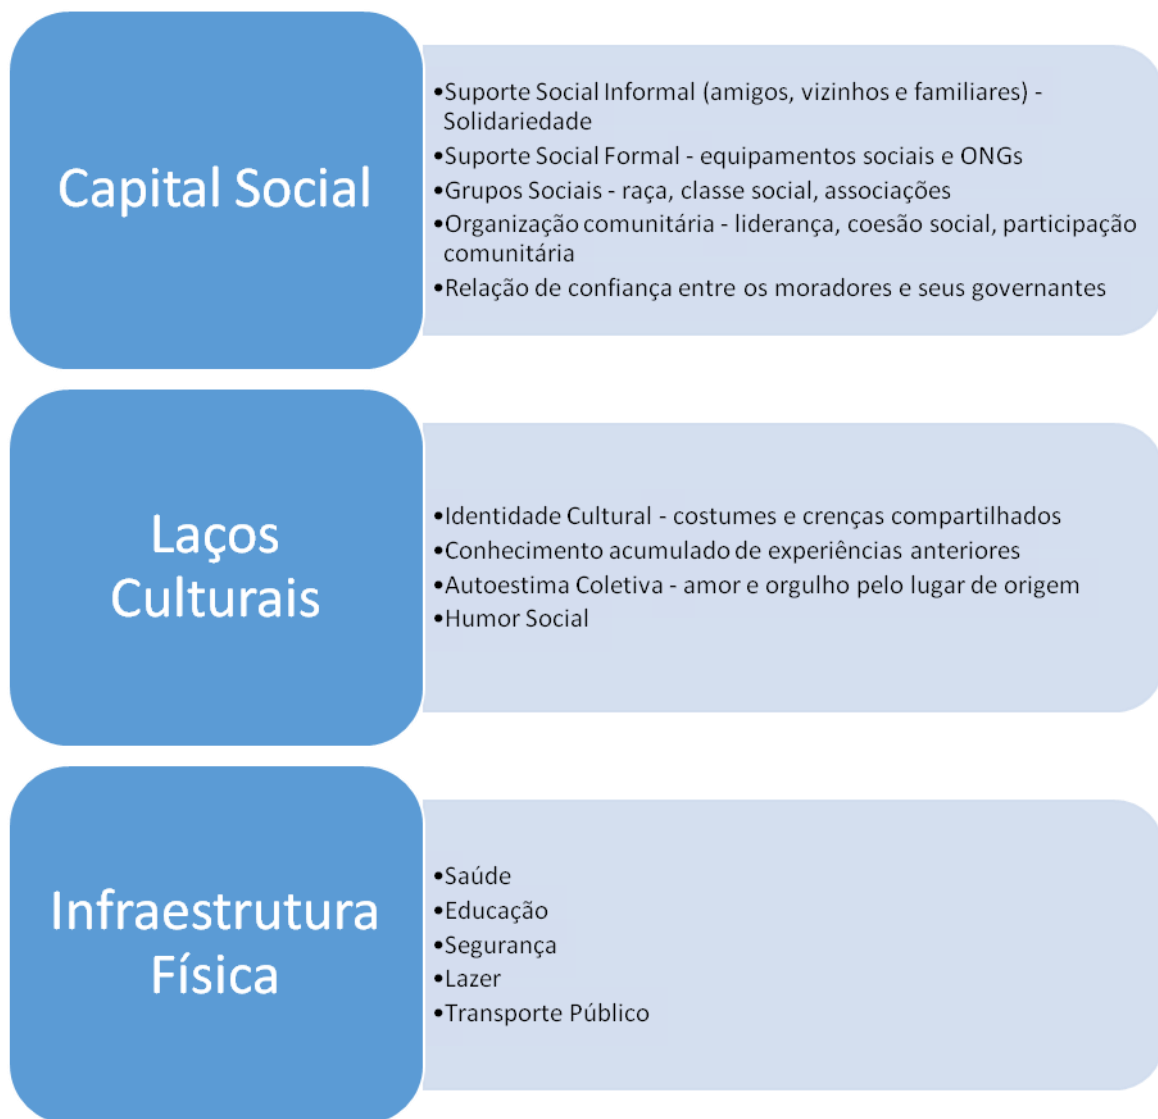 Capital Social
•Suporte Social Informal (amigos, vizinhos e familiares) -
Solidariedade
•Suporte Social Formal - equipamentos sociais e ONGs
•Grupos Sociais - raça, classe social, associações
•Organização comunitária - liderança, coesão social, participação
comunitária
•Relação de confiança entre os moradores e seus governantes
Laços
Culturais
•Identidade Cultural - costumes e crenças compartilhados
•Conhecimento acumulado de experiências anteriores
•Autoestima Coletiva - amor e orgulho pelo lugar de origem
•Humor Social
Infraestrutura
Física
•Saúde
•Educação
•Segurança
•Lazer
•Transporte Público